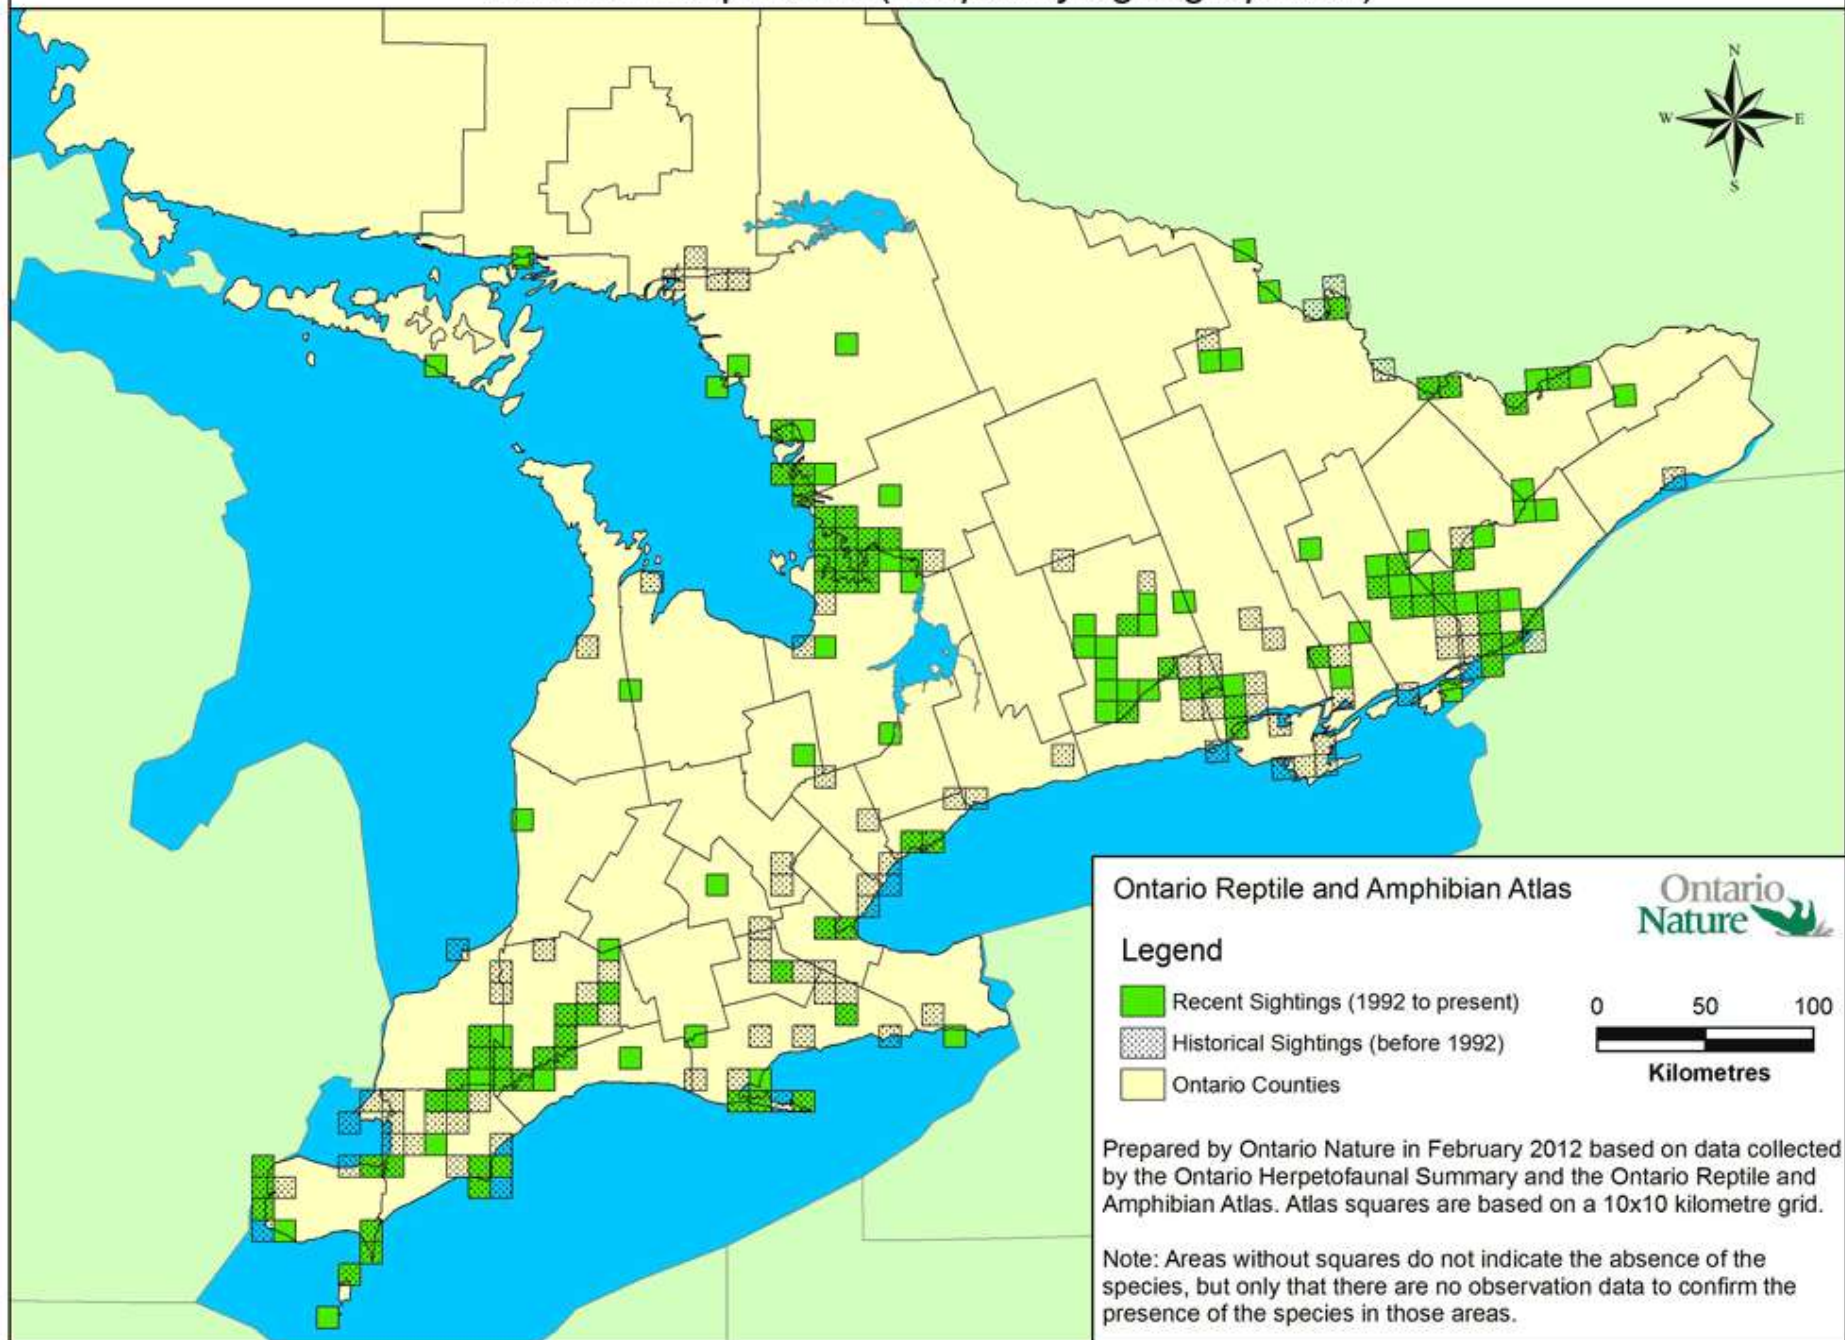 N
W
E
S
Ontario Reptile and Amphibian Atlas
Ontario
Nature
Legend
Recent Sightings (1992 to present)
Historical Sightings (before 1992)
Ontario Counties
0 50 100
Kilometres
Prepared by Ontario Nature in February 2012 based on data collected
by the Ontario Herpetofaunal Summary and the Ontario Reptile and
Amphibian Atlas. Atlas squares are based on a 10x10 kilometre grid.
Note: Areas without squares do not indicate the absence of the
species, but only that there are no observation data to confirm the
presence of the species in those areas.